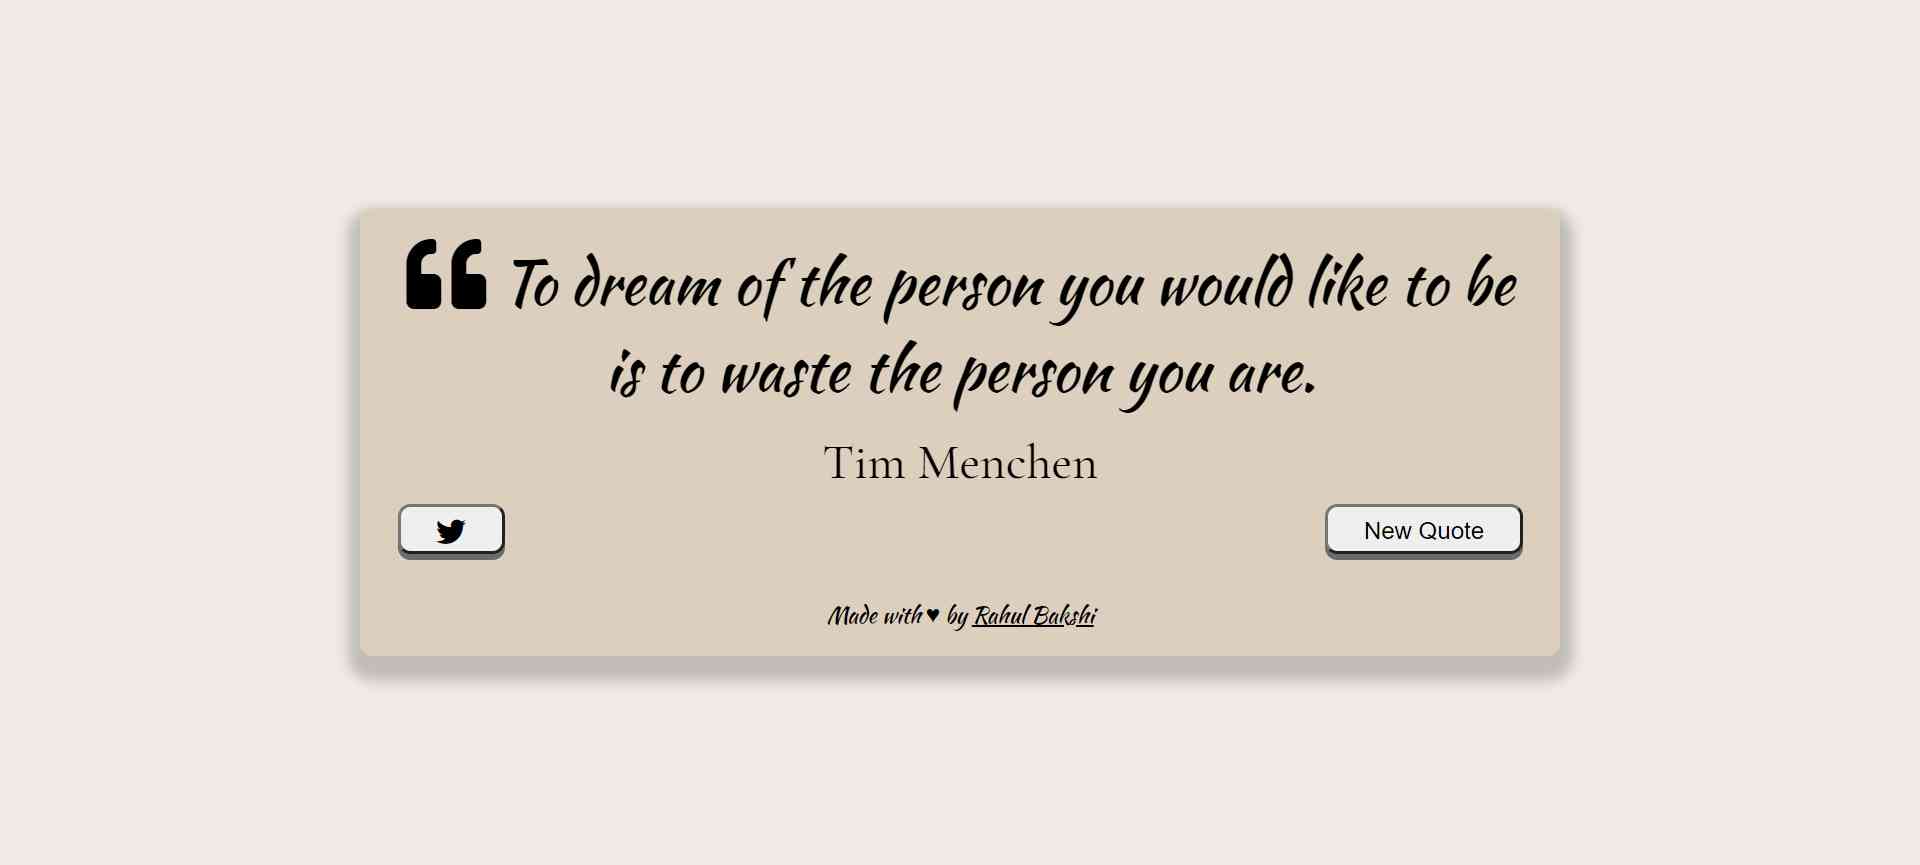 “ To dream of the person you would like to be
is to waste the person you are.
Tim Menchen
New Quote
Made with ♥ by Rahul Bakshi